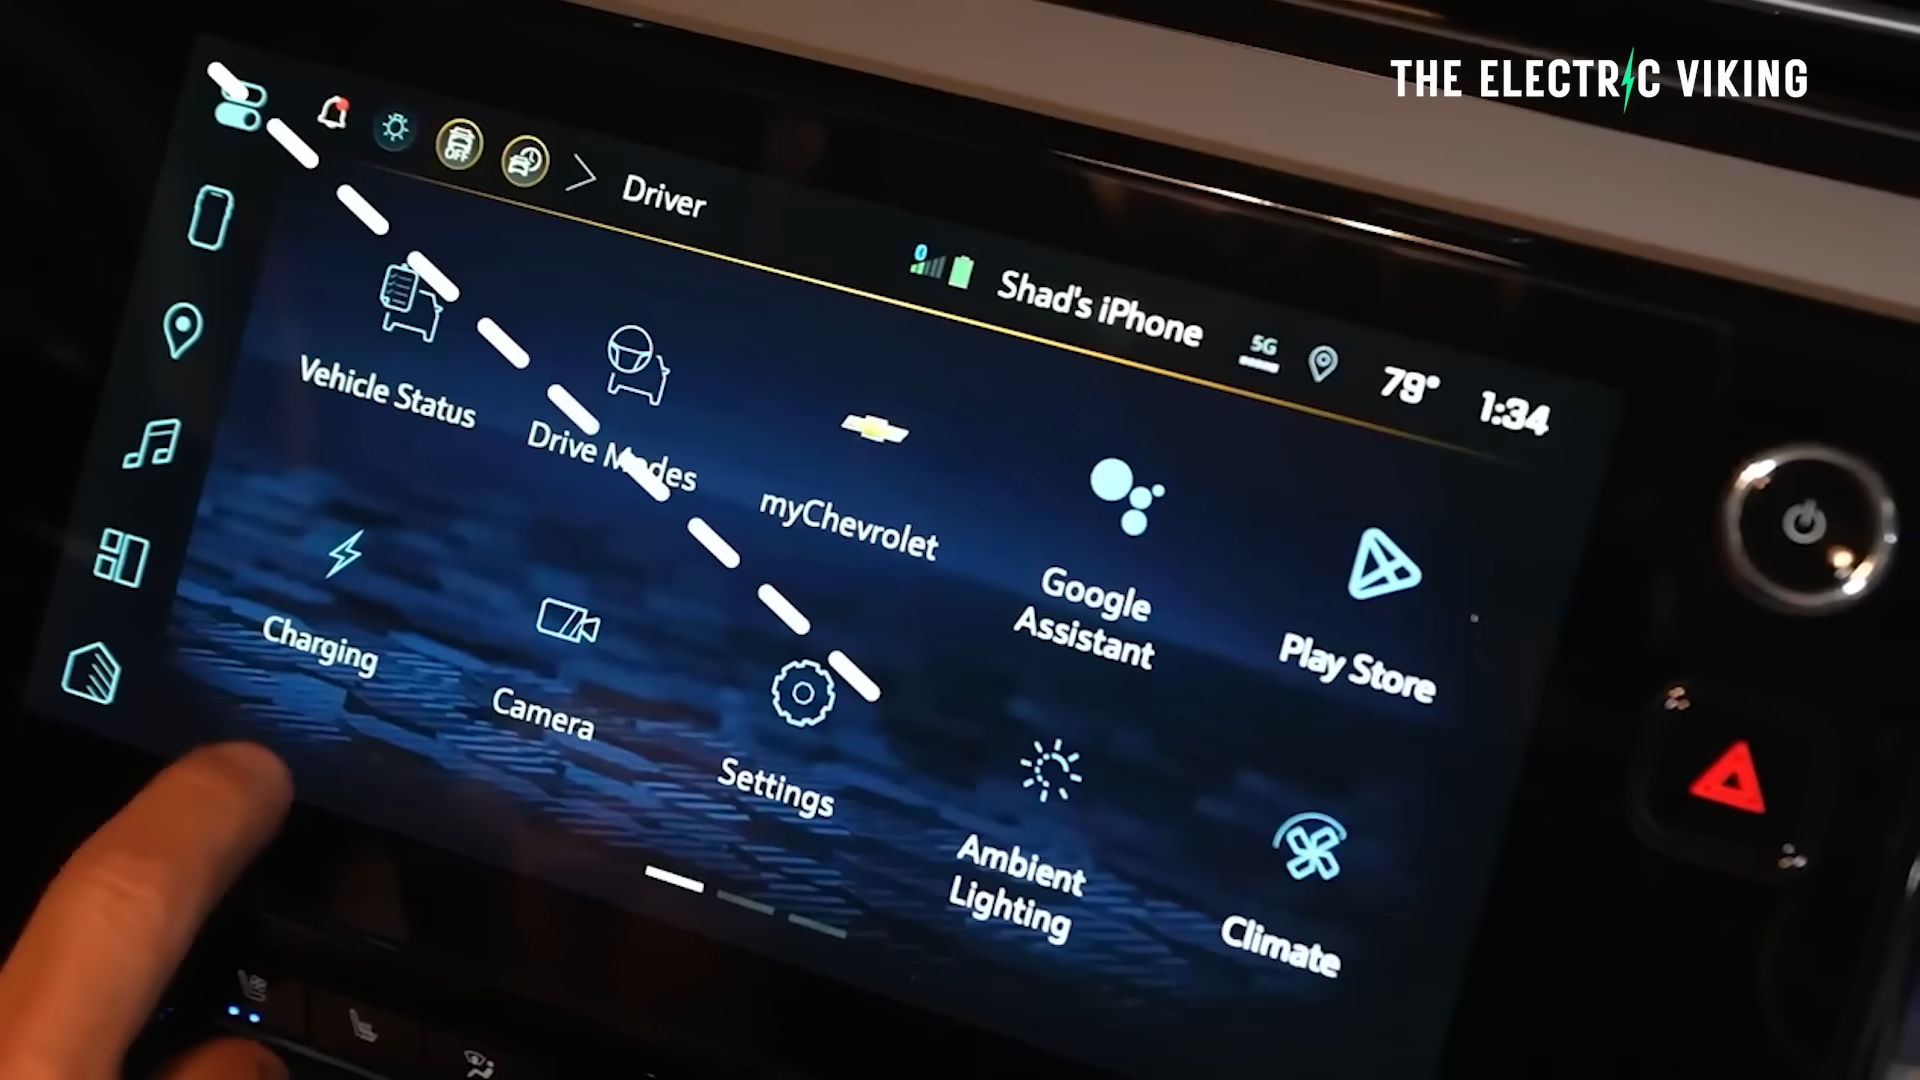 THE ELECTRIC VIKING
OFF
Driver
Shad's iPhone
5G
79°
1:34
Vehicle Status
Drive Modes
myChevrolet
Google
Assistant
Play Store
Charging
Camera
Settings
Ambient
Lighting
Climate